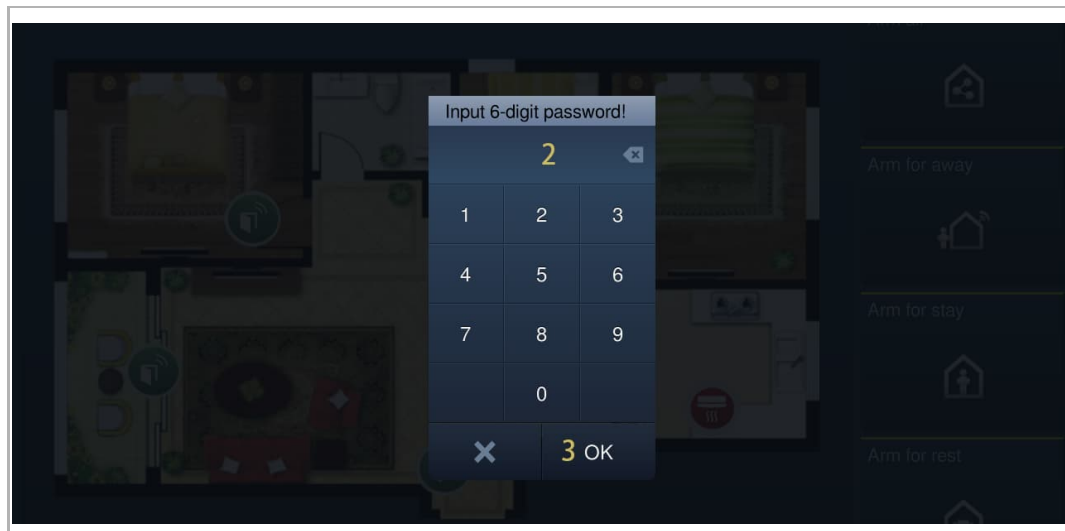 Input 6-digit password!
2
1 2 3
4 5 6
7 8 9
0
3 OK
Arm for away
Arm for stay
Arm for rest